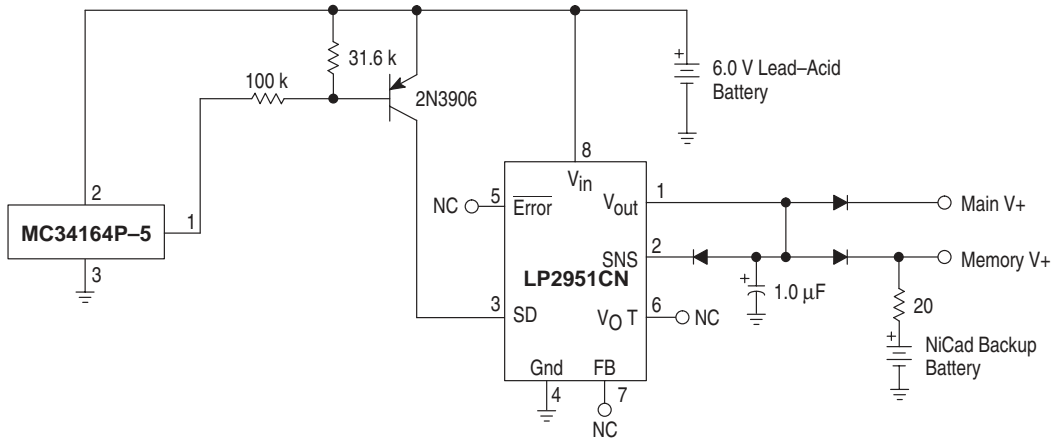 31.6 k
100 k
2N3906
6.0 V Lead–Acid
Battery
2
MC34164P–5
1
3
8
Vin
NC
5
Error
Vout
1
Main V+
SNS
2
Memory V+
LP2951CN
1.0 μF
3
SD
VO T
6
NC
20
NiCad Backup
Battery
Gnd
FB
4
7
NC